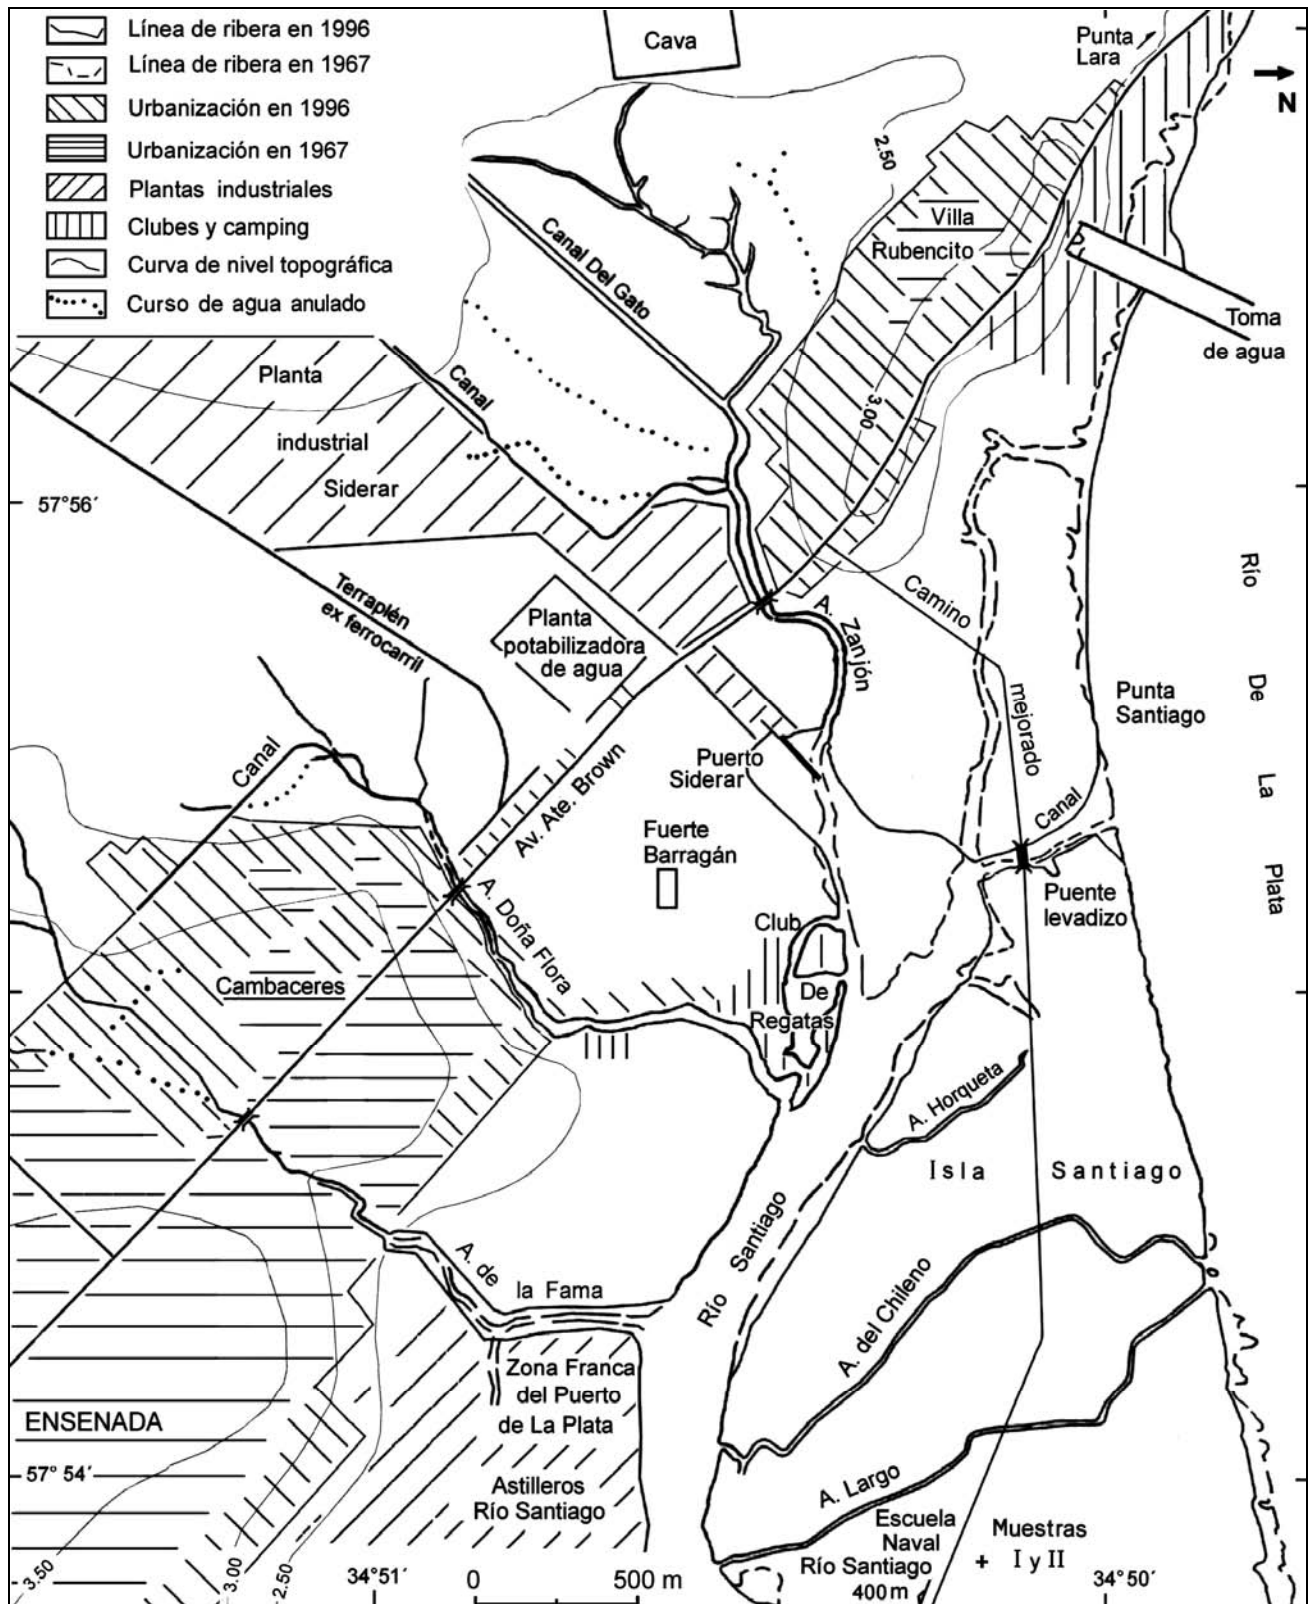 Línea de ribera en 1996
Línea de ribera en 1967
Urbanización en 1996
Urbanización en 1967
Plantas industriales
Clubes y camping
Curva de nivel topográfica
Curso de agua anulado
Cava
Punta
Lara
N
2.50
Villa
Rubencito
Canal Del Gato
Toma
de agua
Planta
industrial
Siderar
Canal
3.00
57°56´
Terraplén
ex ferrocarril
Planta
potabilizadora
de agua
A. Zanjón
Camino
mejorado
Río
De
La
Plata
Punta
Santiago
Canal
Av. Ate. Brown
Puerto
Siderar
Canal
Fuerte
Barragán
Puente
levadizo
A. Doña Flora
Club
De
Regatas
Cambaceres
A. Horqueta
Isla Santiago
Río Santiago
A. de
la Fama
A. del Chileno
Zona Franca
del Puerto
de La Plata
ENSENADA
57° 54´
Astilleros
Río Santiago
A. Largo
Escuela
Naval
Río Santiago
Muestras
+ I y II
3.50
3.00
2.50
34°51´
0 500 m
400 m
34°50´